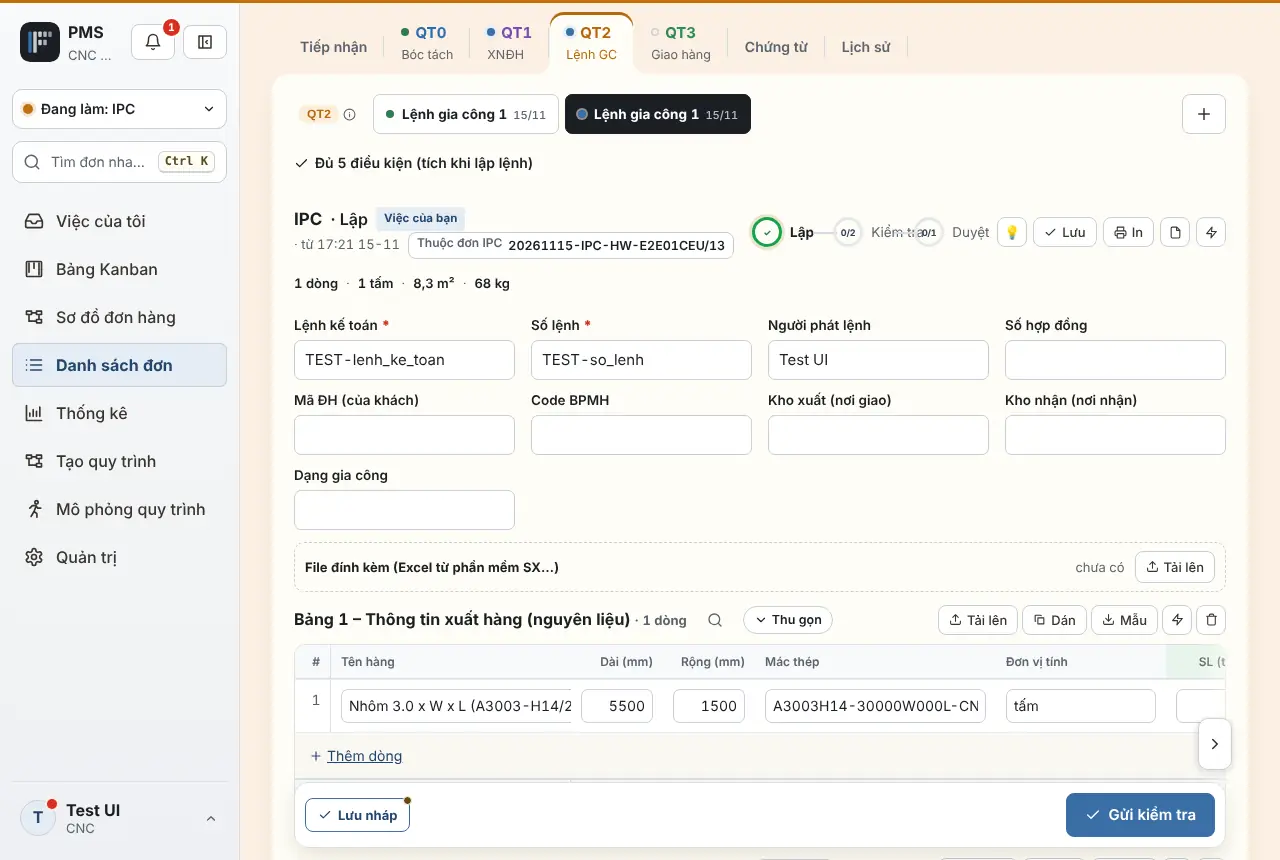 PMS
CNC ...
1
Đang làm: IPC
Tìm đơn nha... Ctrl K
Việc của tôi
Bảng Kanban
Sơ đồ đơn hàng
Danh sách đơn
Thống kê
Tạo quy trình
Mô phỏng quy trình
Quản trị
T
Test UI
CNC
Tiếp nhận
QT0
Bóc tách
QT1
XNĐH
QT2
Lệnh GC
QT3
Giao hàng
Chứng từ
Lịch sử
QT2 Lệnh gia công 1 15/11 Lệnh gia công 1 15/11
Đủ 5 điều kiện (tích khi lập lệnh)
IPC · Lập Việc của bạn
· từ 17:21 15-11 Thuộc đơn IPC 20261115-IPC-HW-E2E01CEU/13
Lập 0/2 Kiểm tra 0/1 Duyệt Lưu In
1 dòng · 1 tấm · 8,3 m² · 68 kg
Lệnh kế toán * Số lệnh * Người phát lệnh Số hợp đồng
TEST-lenh_ke_toan TEST-so_lenh Test UI
Mã ĐH (của khách) Code BPMH Kho xuất (nơi giao) Kho nhận (nơi nhận)
Dạng gia công
File đính kèm (Excel từ phần mềm SX...) chưa có Tải lên
Bảng 1 – Thông tin xuất hàng (nguyên liệu) · 1 dòng Thu gọn Tải lên Dán Mẫu
# Tên hàng Dài (mm) Rộng (mm) Mác thép Đơn vị tính SL (t
1 Nhôm 3.0 x W x L (A3003-H14/2 5500 1500 A3003H14-30000W000L-CN tấm
+ Thêm dòng
Lưu nháp Gửi kiểm tra